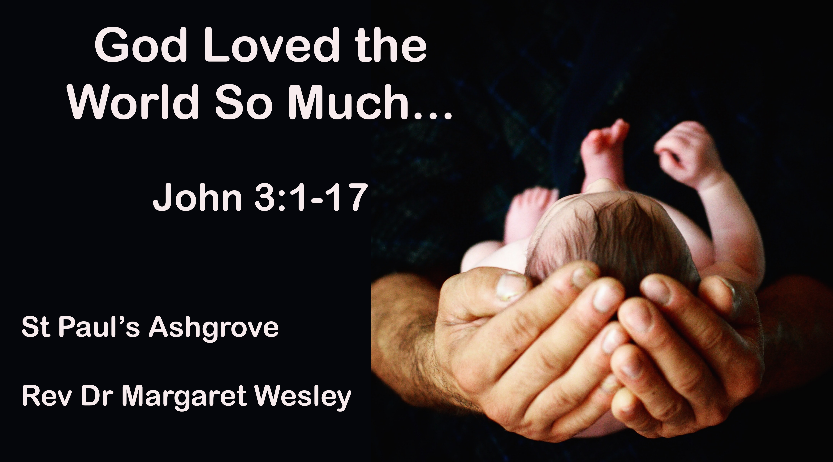 God Loved the
World So Much...
John 3:1-17
St Paul’s Ashgrove
Rev Dr Margaret Wesley